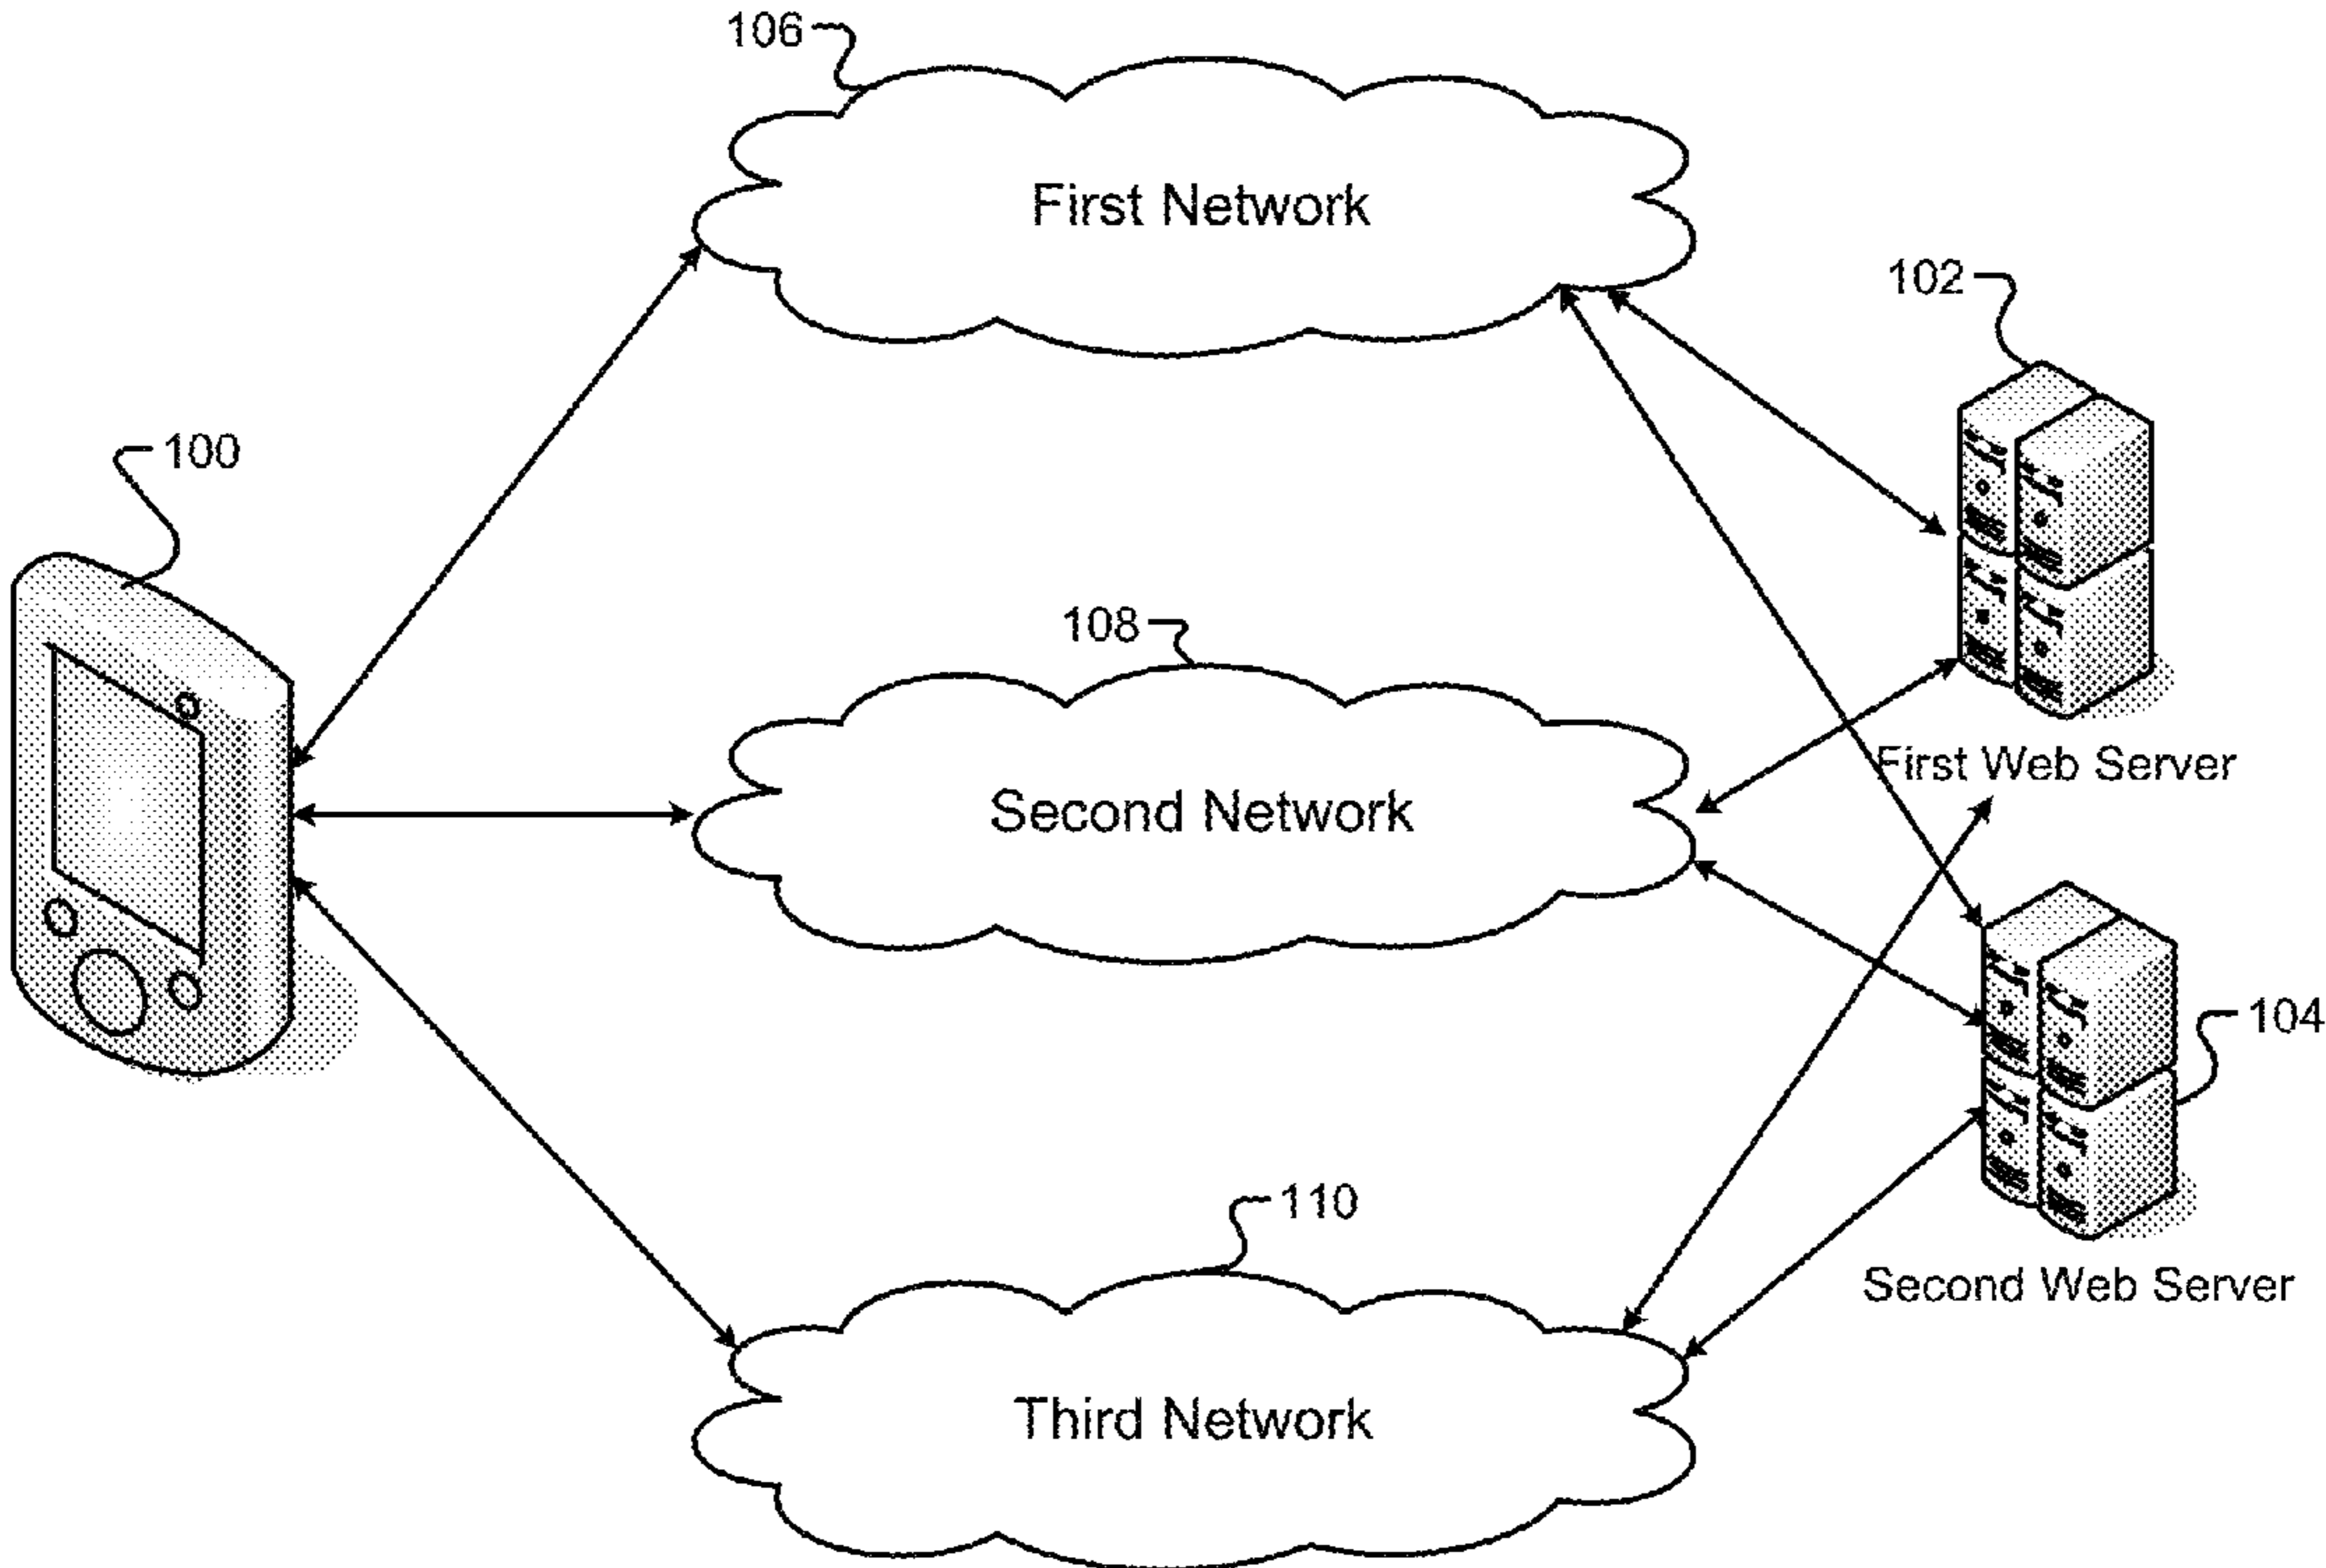 106
First Network
102
100
108
First Web Server
Second Network
104
110
Second Web Server
Third Network